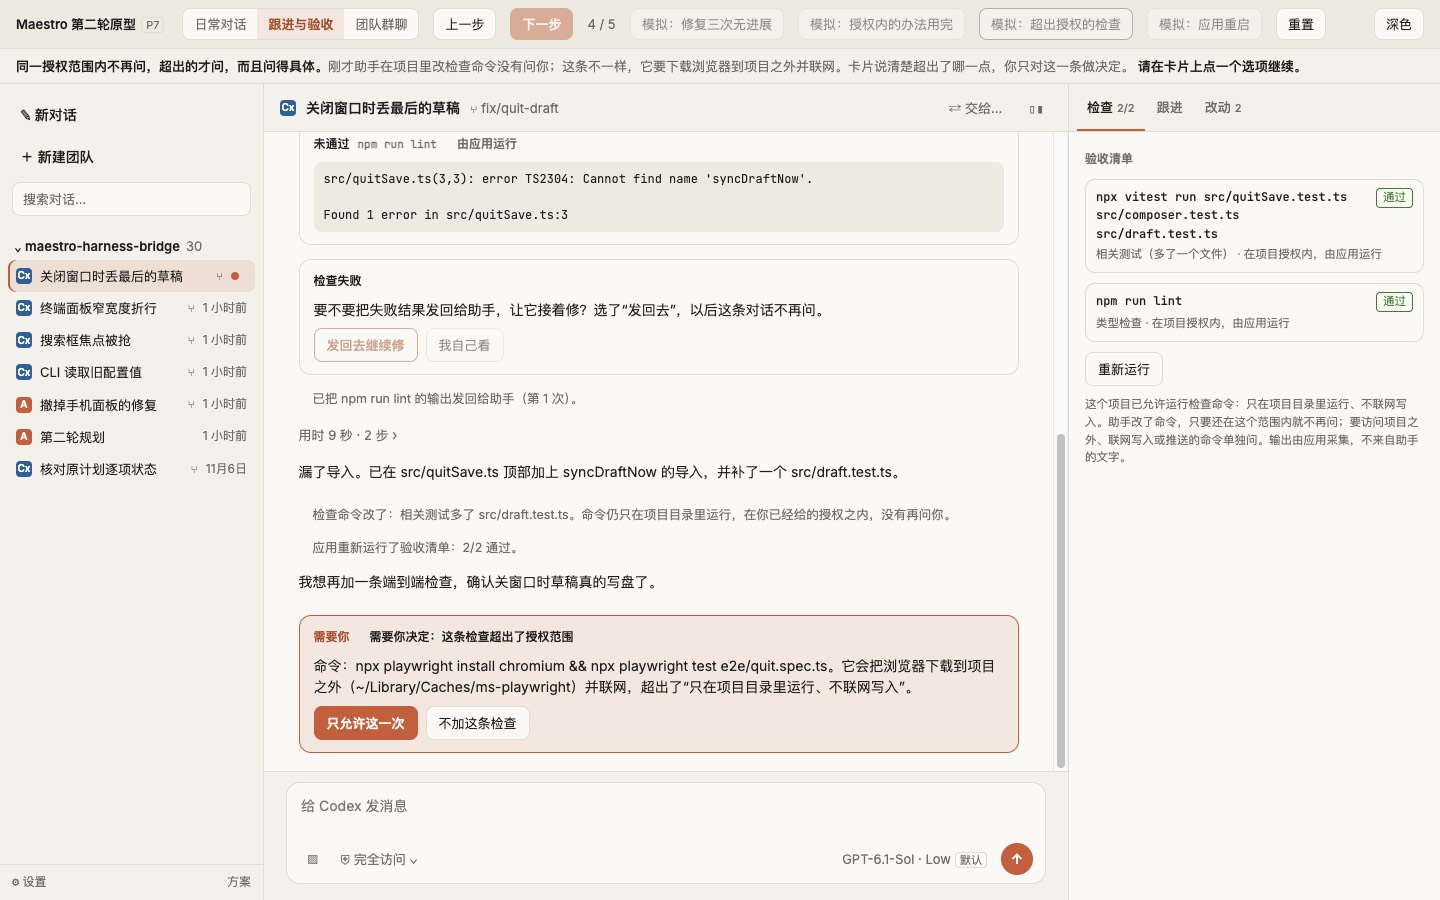 Maestro 第二轮原型 P7 日常对话 跟进与验收 团队群聊 上一步 下一步 4 / 5 模拟：修复三次无进展 模拟：授权内的办法用完 模拟：超出授权的检查 模拟：应用重启 重置 深色
同一授权范围内不再问，超出的才问，而且问得具体。刚才助手在项目里改检查命令没有问你；这条不一样，它要下载浏览器到项目之外并联网。卡片说清楚超出了哪一点，你只对这一条做决定。 请在卡片上点一个选项继续。
新对话
新建团队
搜索对话...
maestro-harness-bridge 30
Cx 关闭窗口时丢最后的草稿
Cx 终端面板窄宽度折行 1 小时前
Cx 搜索框焦点被抢 1 小时前
Cx CLI 读取旧配置值 1 小时前
A 撤掉手机面板的修复 1 小时前
A 第二轮规划 1 小时前
Cx 核对原计划逐项状态 11月6日
设置 方案
Cx 关闭窗口时丢最后的草稿 fix/quit-draft 交给...
未通过 npm run lint 由应用运行
src/quitSave.ts(3,3): error TS2304: Cannot find name 'syncDraftNow'.
Found 1 error in src/quitSave.ts:3
检查失败
要不要把失败结果发回给助手，让它接着修？选了“发回去”，以后这条对话不再问。
发回去继续修 我自己看
已把 npm run lint 的输出发回给助手（第 1 次）。
用时 9 秒 · 2 步 ›
漏了导入。已在 src/quitSave.ts 顶部加上 syncDraftNow 的导入，并补了一个 src/draft.test.ts。
检查命令改了：相关测试多了 src/draft.test.ts。命令仍只在项目目录里运行，在你已经给的授权之内，没有再问你。
应用重新运行了验收清单：2/2 通过。
我想再加一条端到端检查，确认关窗口时草稿真的写盘了。
需要你 需要你决定：这条检查超出了授权范围
命令：npx playwright install chromium && npx playwright test e2e/quit.spec.ts。它会把浏览器下载到项目
之外（~/Library/Caches/ms-playwright）并联网，超出了“只在项目目录里运行、不联网写入”。
只允许这一次 不加这条检查
给 Codex 发消息
完全访问 GPT-6.1-Sol · Low 默认
检查 2/2 跟进 改动 2
验收清单
npx vitest run src/quitSave.test.ts 通过
src/composer.test.ts
src/draft.test.ts
相关测试（多了一个文件） · 在项目授权内，由应用运行
npm run lint 通过
类型检查 · 在项目授权内，由应用运行
重新运行
这个项目已允许运行检查命令：只在项目目录里运行、不联网写
入。助手改了命令，只要还在这个范围内就不再问；要访问项目之
外、联网写入或推送的命令单独问。输出由应用采集，不来自助手
的文字。